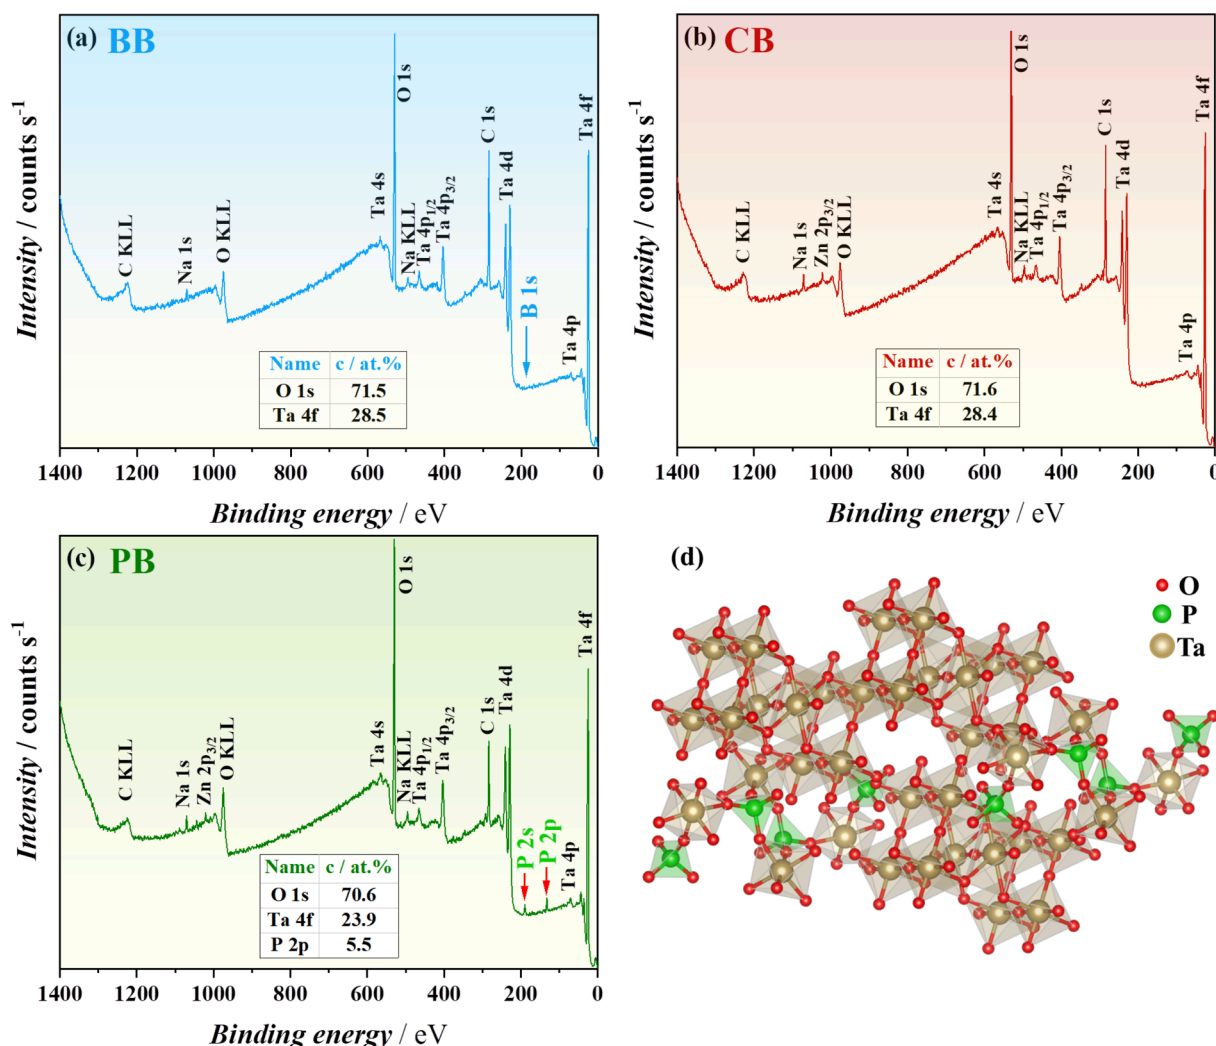 (a) BB
Intensity / counts s⁻¹
C KLL
Na 1s
O KLL
Ta 4s
O 1s
Na KLL
Ta 4p1/2
Ta 4p3/2
C 1s
Ta 4d
B 1s
Ta 4p
Ta 4f
Name c / at.%
O 1s 71.5
Ta 4f 28.5
1400 1200 1000 800 600 400 200 0
Binding energy / eV
(b) CB
Intensity / counts s⁻¹
C KLL
Na 1s
Zn 2p3/2
O KLL
Ta 4s
O 1s
Na KLL
Ta 4p1/2
Ta 4p3/2
C 1s
Ta 4d
Ta 4p
Ta 4f
Name c / at.%
O 1s 71.6
Ta 4f 28.4
1400 1200 1000 800 600 400 200 0
Binding energy / eV
(c) PB
Intensity / counts s⁻¹
C KLL
Na 1s
Zn 2p3/2
O KLL
Ta 4s
O 1s
Na KLL
Ta 4p1/2
Ta 4p3/2
C 1s
Ta 4d
P 2s
P 2p
Ta 4p
Ta 4f
Name c / at.%
O 1s 70.6
Ta 4f 23.9
P 2p 5.5
1400 1200 1000 800 600 400 200 0
Binding energy / eV
(d)
O
P
Ta